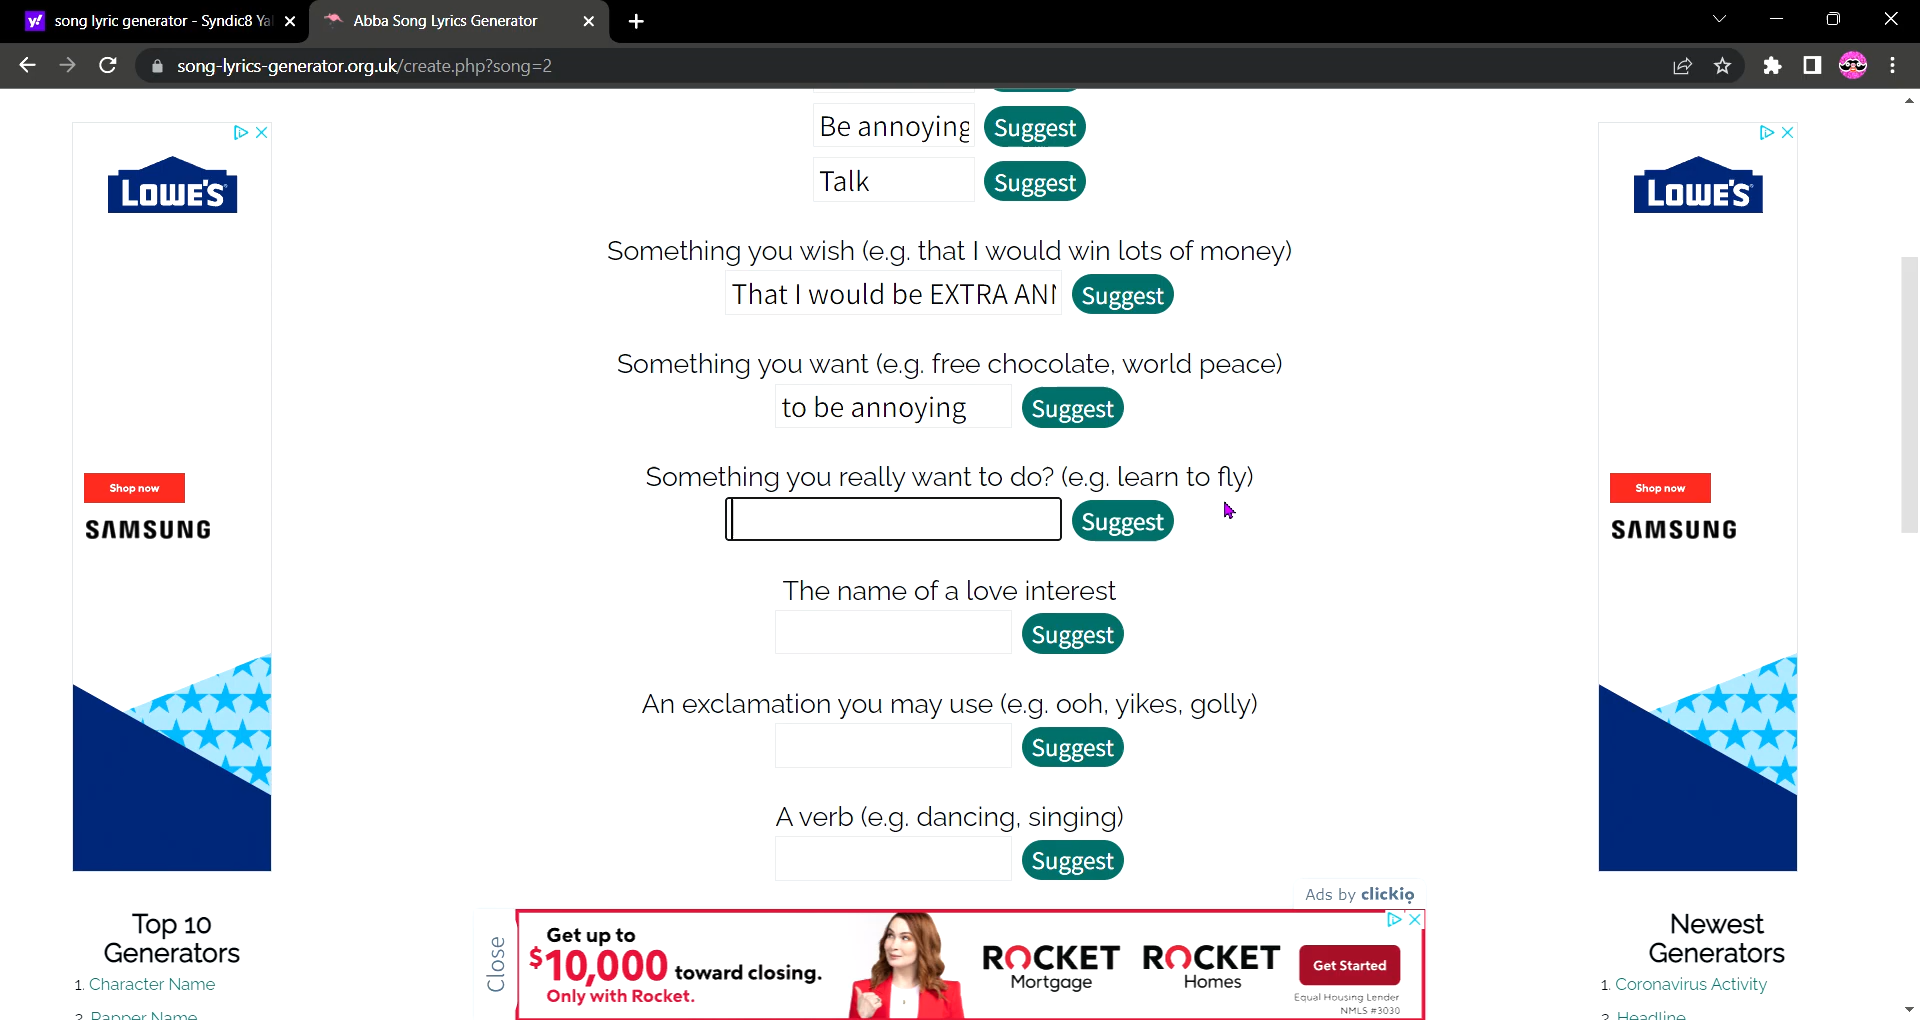 song lyric generator - Syndic8 Ya
Abba Song Lyrics Generator
song-lyrics-generator.org.uk/create.php?song=2
Be annoying Suggest
Talk Suggest
Something you wish (e.g. that I would win lots of money)
That I would be EXTRA ANN Suggest
Something you want (e.g. free chocolate, world peace)
to be annoying Suggest
Something you really want to do? (e.g. learn to fly)
Suggest
The name of a love interest
Suggest
An exclamation you may use (e.g. ooh, yikes, golly)
Suggest
A verb (e.g. dancing, singing)
Suggest
LOWE'S
Shop now
SAMSUNG
LOWE'S
Shop now
SAMSUNG
Top 10
Generators
1. Character Name
2. Rapper Name
Newest
Generators
1. Coronavirus Activity
2. Headline
Ads by clickio
Close
Get up to
$10,000 toward closing.
Only with Rocket.
ROCKET
Mortgage
ROCKET
Homes
Get Started
Equal Housing Lender
NMLS #3030